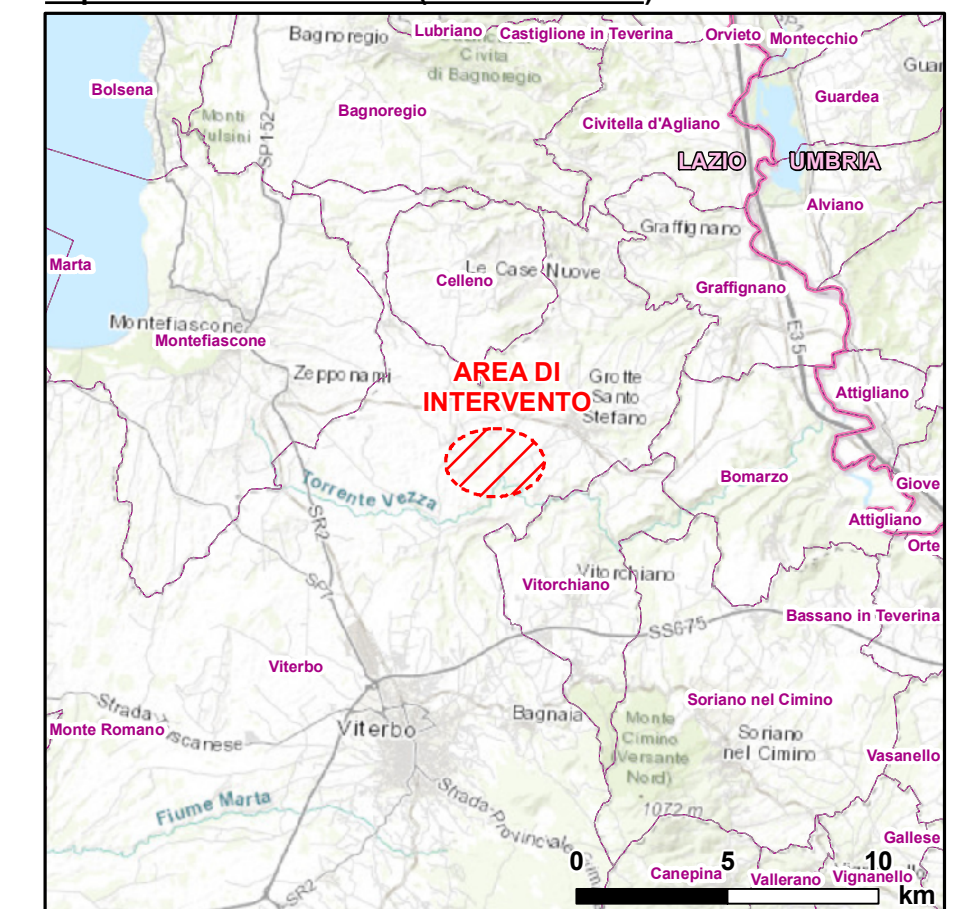 Bagnoregio
Lubriano
Castiglione in Teverina
Orvieto
Montecchio
Civita
di Bagnoregio
Bolsena
Guardea
Monti
SP152
Bagnoregio
Civitella d'Agliano
LAZIO
UMBRIA
Alviano
Graffignano
Marta
Le Case Nuove
Celleno
Graffignano
Montefiascone
Montefiascone
E35
Zepponami
AREA DI
INTERVENTO
Grotte
Santo
Stefano
Attigliano
Torrente Vezza
Bomarzo
Giove
SR2
Attigliano
Orte
Vitorchiano
Vitorchiano
SP7
Bassano in Teverina
SS675
Viterbo
Soriano nel Cimino
Strada
Monte Romano
Viterbo
Bagnaia
Monte
Cimino
(Versante
Nord)
Soriano
nel Cimino
Vasanello
Fiume Marta
Strada Provinciale
1072 m
Gallese
0 5 10
km
Canepina
Vallerano
Vignanello
SR2